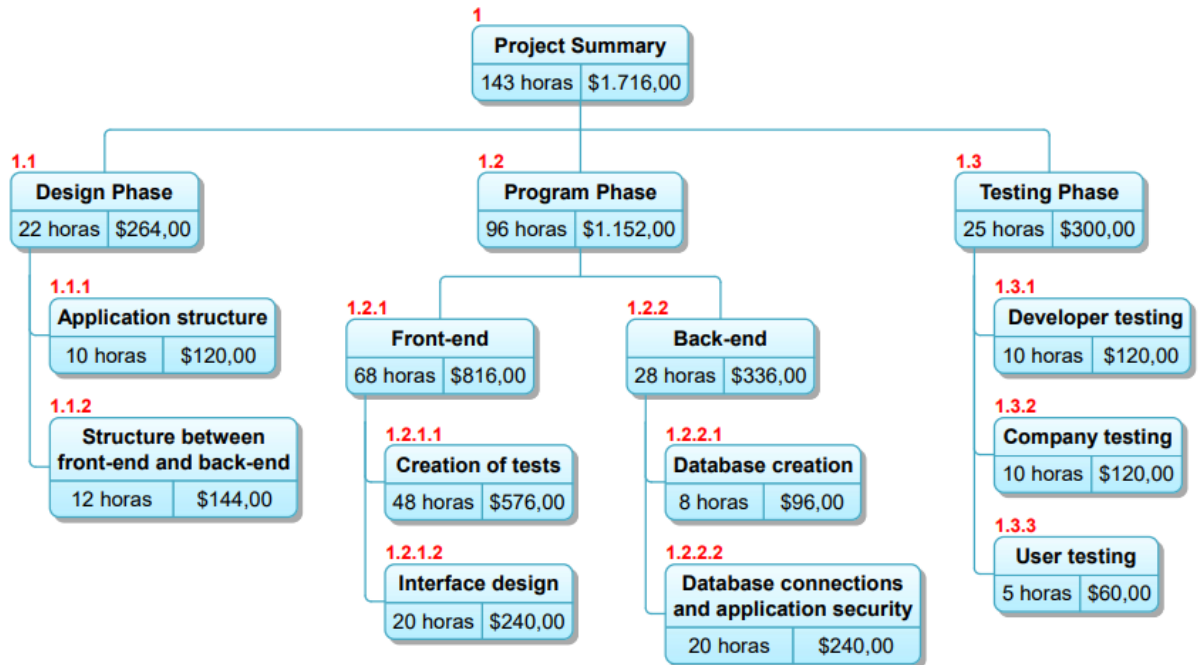 1
Project Summary
143 horas $1.716,00
1.1
Design Phase
22 horas $264,00
1.1.1
Application structure
10 horas $120,00
1.1.2
Structure between
front-end and back-end
12 horas $144,00
1.2
Program Phase
96 horas $1.152,00
1.2.1
Front-end
68 horas $816,00
1.2.1.1
Creation of tests
48 horas $576,00
1.2.1.2
Interface design
20 horas $240,00
1.2.2
Back-end
28 horas $336,00
1.2.2.1
Database creation
8 horas $96,00
1.2.2.2
Database connections
and application security
20 horas $240,00
1.3
Testing Phase
25 horas $300,00
1.3.1
Developer testing
10 horas $120,00
1.3.2
Company testing
10 horas $120,00
1.3.3
User testing
5 horas $60,00